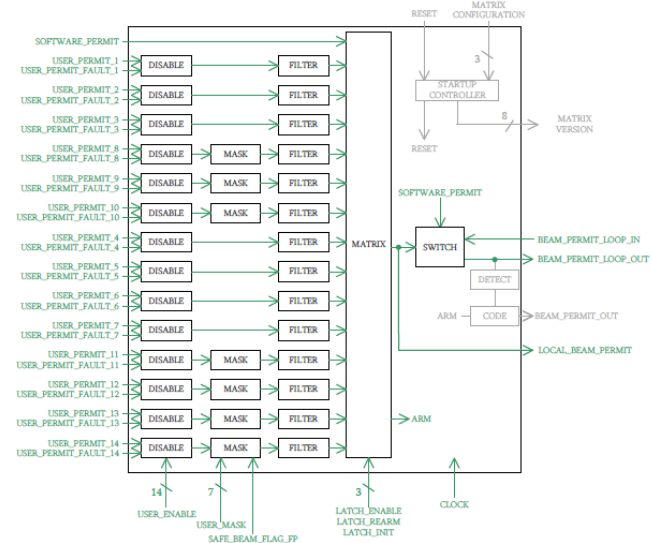 RESET
MATRIX
CONFIGURATION
SOFTWARE_PERMIT
3
USER_PERMIT_1
USER_PERMIT_FAULT_1
DISABLE
FILTER
USER_PERMIT_2
USER_PERMIT_FAULT_2
DISABLE
FILTER
STARTUP
CONTROLLER
USER_PERMIT_3
USER_PERMIT_FAULT_3
DISABLE
FILTER
8
MATRIX
VERSION
RESET
USER_PERMIT_8
USER_PERMIT_FAULT_8
DISABLE
MASK
FILTER
USER_PERMIT_9
USER_PERMIT_FAULT_9
DISABLE
MASK
FILTER
SOFTWARE_PERMIT
USER_PERMIT_10
USER_PERMIT_FAULT_10
DISABLE
MASK
FILTER
USER_PERMIT_4
USER_PERMIT_FAULT_4
DISABLE
FILTER
MATRIX
SWITCH
BEAM_PERMIT_LOOP_IN
BEAM_PERMIT_LOOP_OUT
USER_PERMIT_5
USER_PERMIT_FAULT_5
DISABLE
FILTER
DETECT
USER_PERMIT_6
USER_PERMIT_FAULT_6
DISABLE
FILTER
ARM
CODE
BEAM_PERMIT_OUT
USER_PERMIT_7
USER_PERMIT_FAULT_7
DISABLE
FILTER
LOCAL_BEAM_PERMIT
USER_PERMIT_11
USER_PERMIT_FAULT_11
DISABLE
MASK
FILTER
USER_PERMIT_12
USER_PERMIT_FAULT_12
DISABLE
MASK
FILTER
USER_PERMIT_13
USER_PERMIT_FAULT_13
DISABLE
MASK
FILTER
ARM
USER_PERMIT_14
USER_PERMIT_FAULT_14
DISABLE
MASK
FILTER
14
7
3
USER_ENABLE
USER_MASK
SAFE_BEAM_FLAG_FP
LATCH_ENABLE
LATCH_REARM
LATCH_INIT
CLOCK